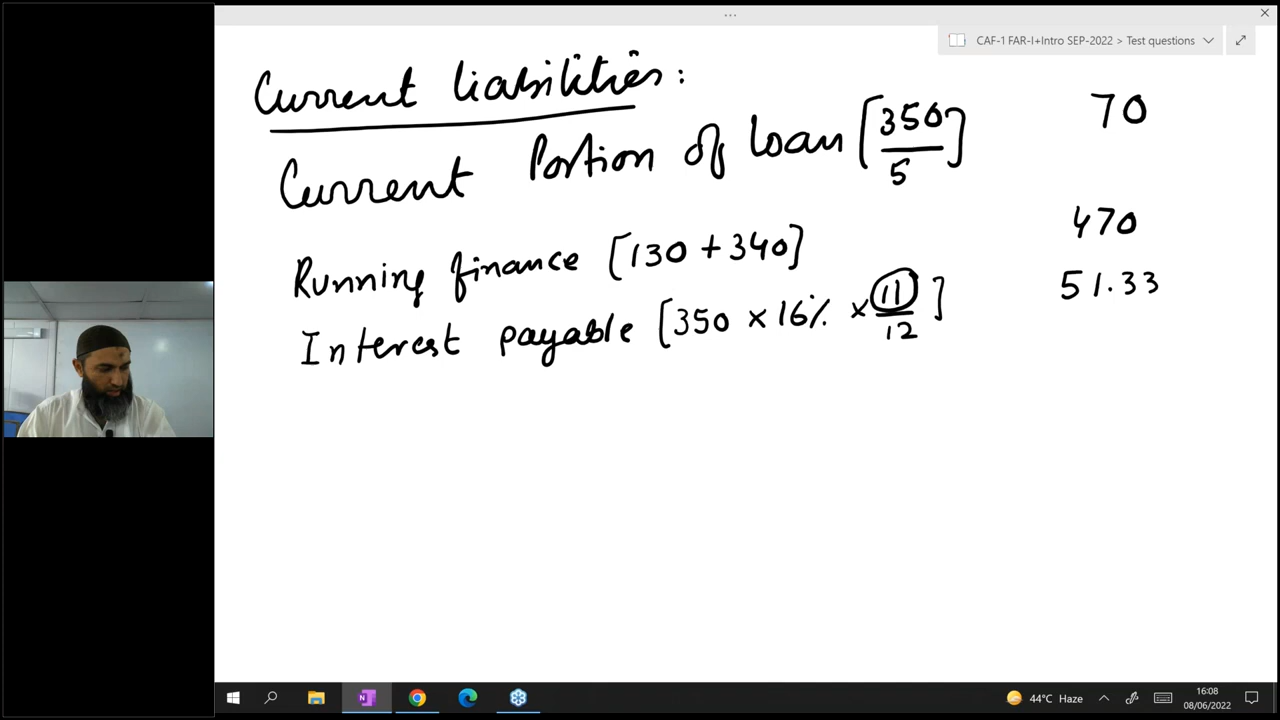 CAF-1 FAR-I+Intro SEP-2022 > Test questions
Current liabilities:
Current Portion of loan [350/5] 70
Running finance [130 + 340] 470
Interest payable [350 × 16% × 11/12] 51.33
44°C Haze
16:08
08/06/2022